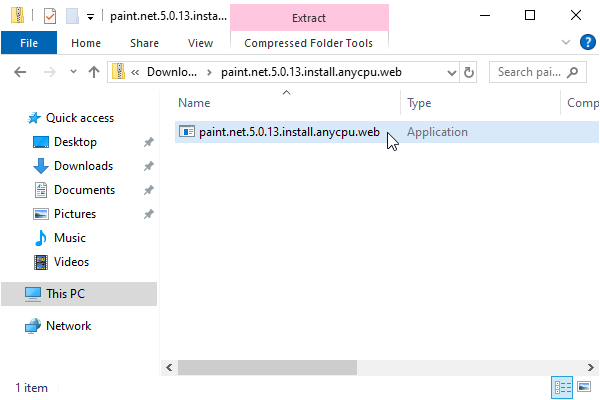 paint.net.5.0.13.install... Extract
File Home Share View Compressed Folder Tools
« Downlo... › paint.net.5.0.13.install.anycpu.web Search pai...
Name Type Comp
Quick access
paint.net.5.0.13.install.anycpu.web Application
Desktop
Downloads
Documents
Pictures
Music
Videos
This PC
Network
1 item